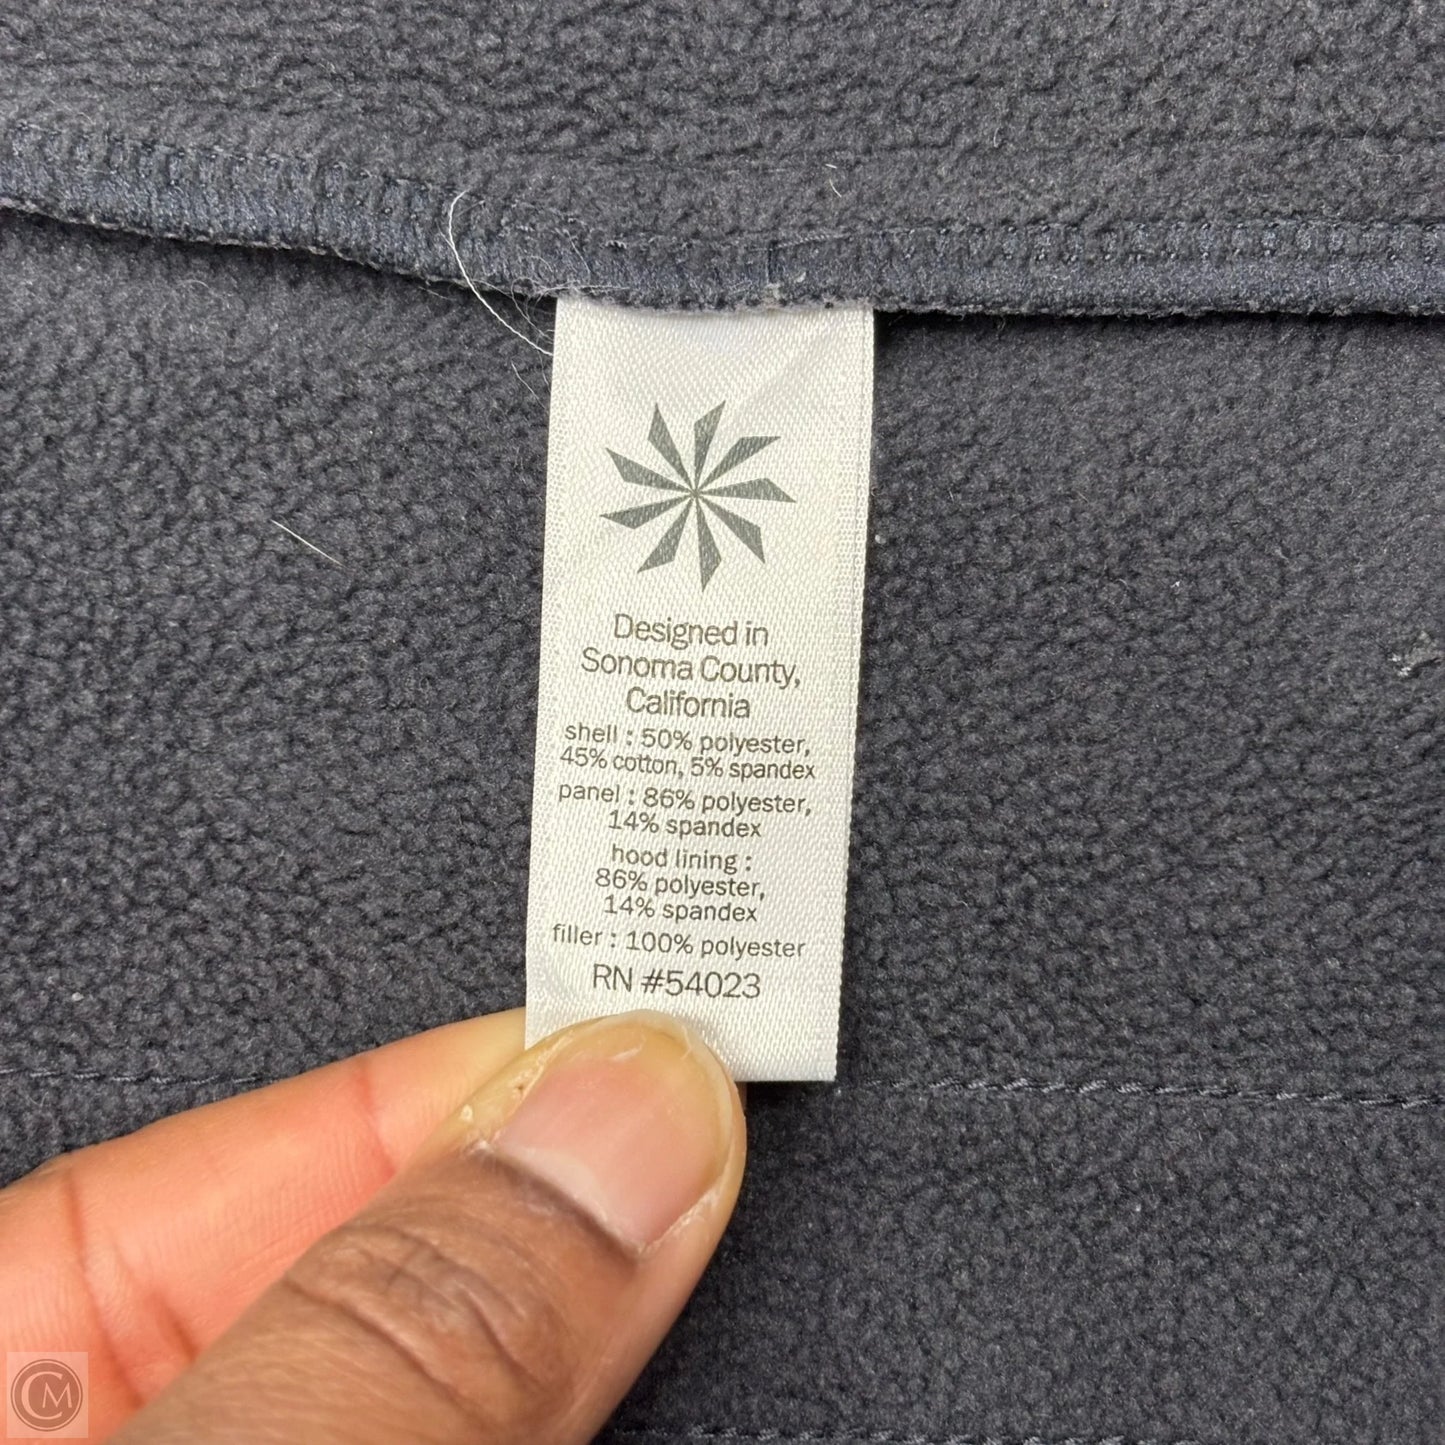 Designed in
Sonoma County,
California
shell : 50% polyester,
45% cotton, 5% spandex
panel : 86% polyester,
14% spandex
hood lining :
86% polyester,
14% spandex
filler : 100% polyester
RN #54023
CM